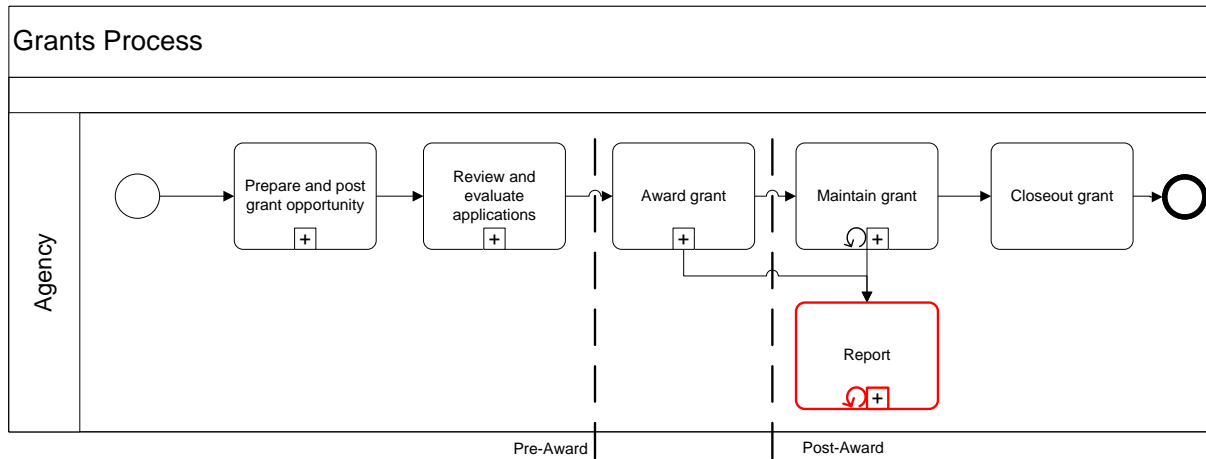 Grants Process
Agency
Prepare and post
grant opportunity
Review and
evaluate
applications
Award grant
Maintain grant
Closeout grant
Report
Pre-Award
Post-Award